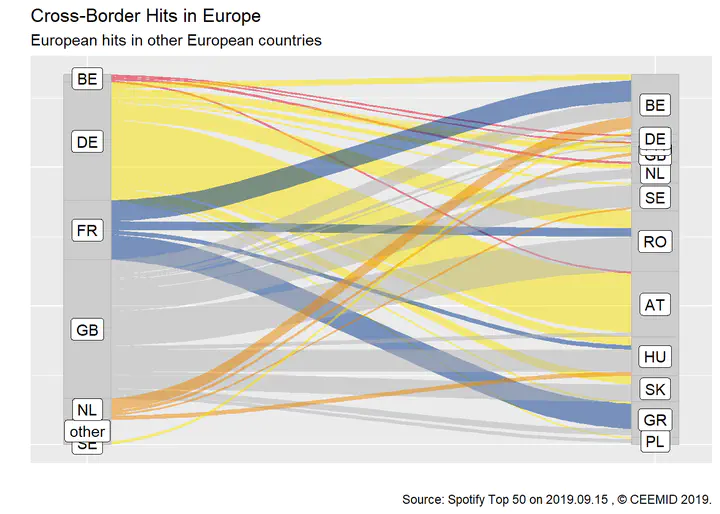 Cross-Border Hits in Europe
European hits in other European countries
BE
DE
FR
GB
NL
other
SE
BE
DE
GB
NL
SE
RO
AT
HU
SK
GR
PL
Source: Spotify Top 50 on 2019.09.15 , © CEEMID 2019.